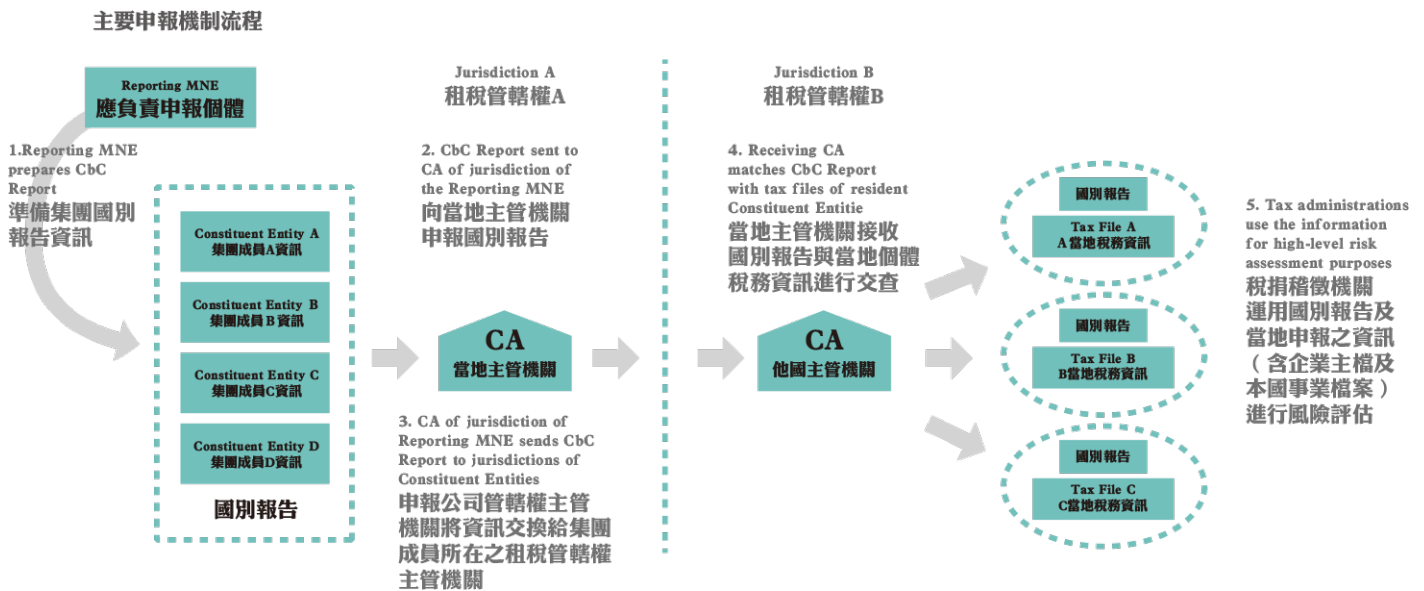 主要申報機制流程
Reporting MNE
應負責申報個體
1.Reporting MNE
prepares CbC
Report
準備集團國別
報告資訊
Constituent Entity A
集團成員A資訊
Constituent Entity B
集團成員B資訊
Constituent Entity C
集團成員C資訊
Constituent Entity D
集團成員D資訊
國別報告
Jurisdiction A
租稅管轄權A
2. CbC Report sent to
CA of jurisdiction of
the Reporting MNE
向當地主管機關
申報國別報告
CA
當地主管機關
3. CA of jurisdiction of
Reporting MNE sends CbC
Report to jurisdictions of
Constituent Entities
申報公司管轄權主管
機關將資訊交換給集團
成員所在之租稅管轄權
主管機關
Jurisdiction B
租稅管轄權B
4. Receiving CA
matches CbC Report
with tax files of resident
Constituent Entitie
當地主管機關接收
國別報告與當地個體
稅務資訊進行交查
CA
他國主管機關
國別報告
Tax File A
A當地稅務資訊
國別報告
Tax File B
B當地稅務資訊
國別報告
Tax File C
C當地稅務資訊
5. Tax administrations
use the information
for high-level risk
assessment purposes
稅捐稽徵機關
運用國別報告及
當地申報之資訊
（含企業主檔及
本國事業檔案）
進行風險評估